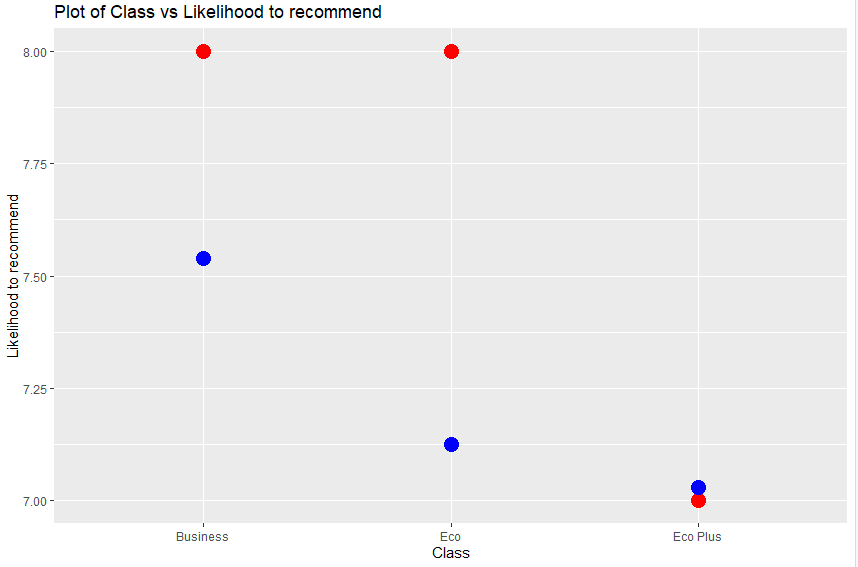 Plot of Class vs Likelihood to recommend
Likelihood to recommend
8.00
7.75
7.50
7.25
7.00
Business
Eco
Eco Plus
Class